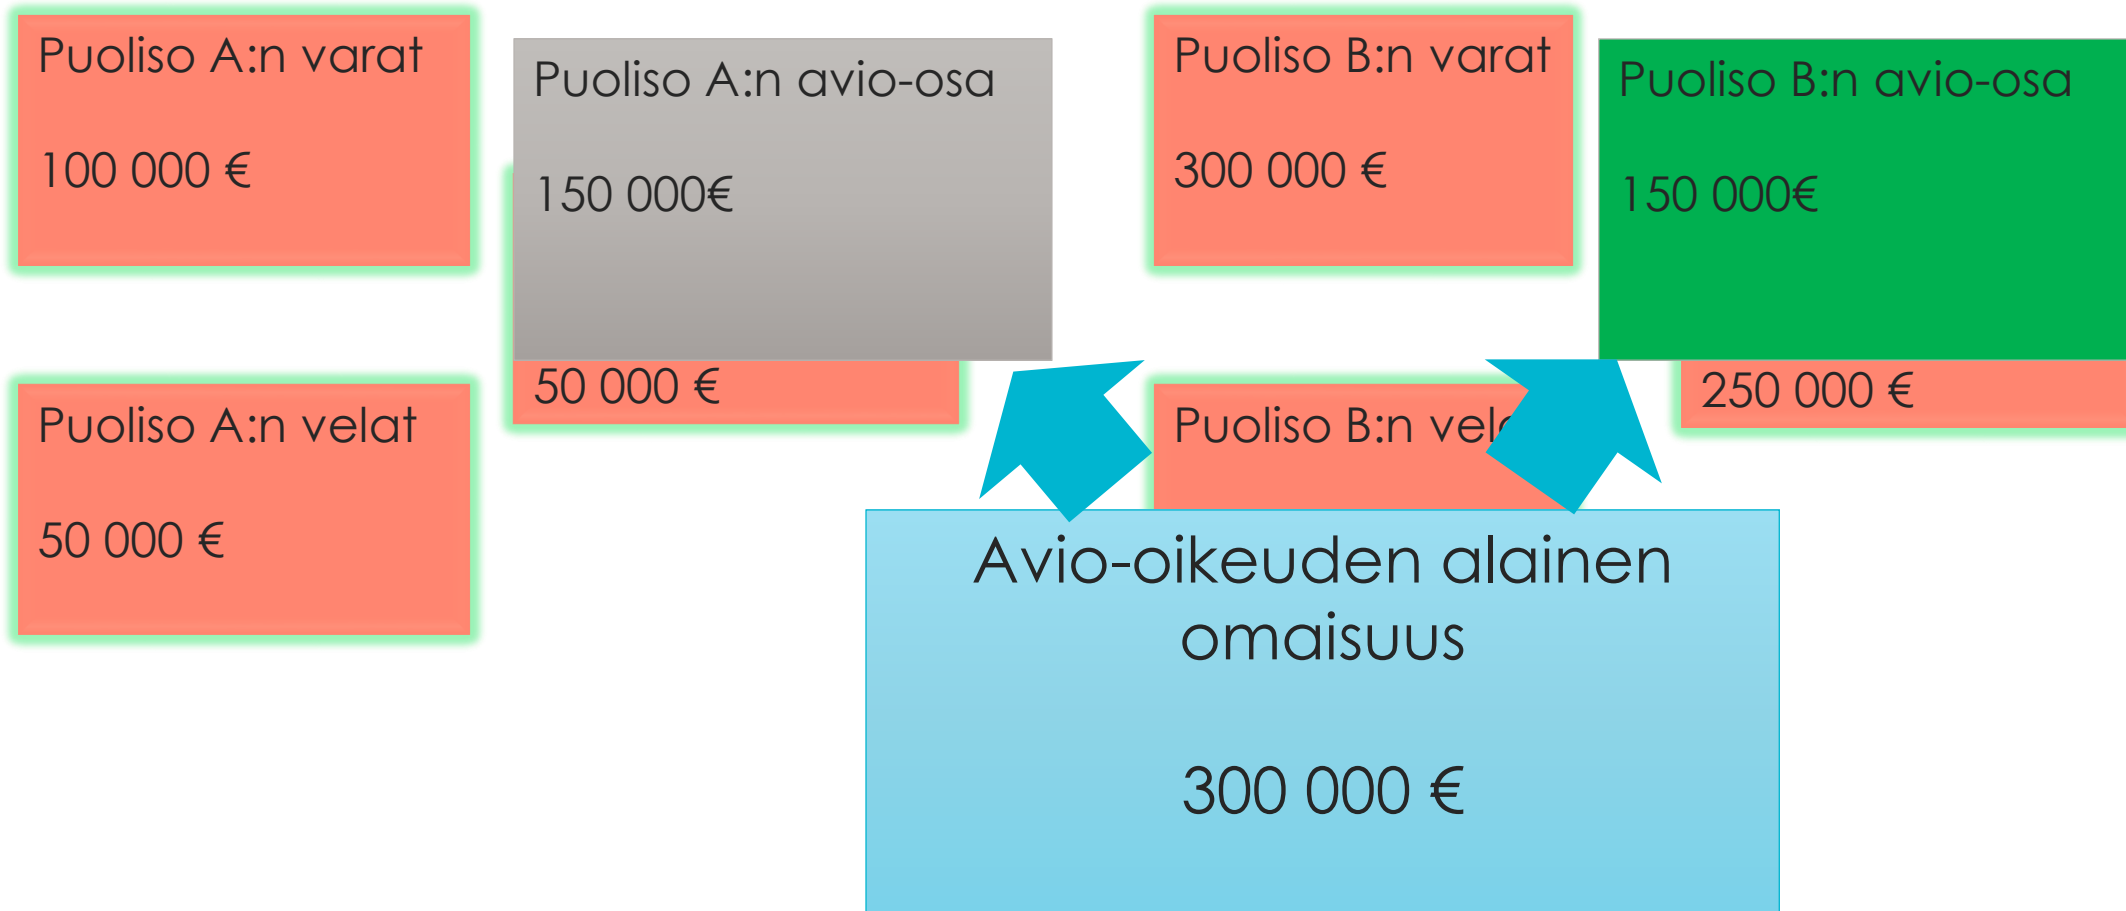 Puoliso A:n varat
100 000 €
Puoliso A:n avio-osa
150 000€
50 000 €
Puoliso A:n velat
50 000 €
Puoliso B:n varat
300 000 €
Puoliso B:n avio-osa
150 000€
250 000 €
Puoliso B:n
Avio-oikeuden alainen
omaisuus
300 000 €